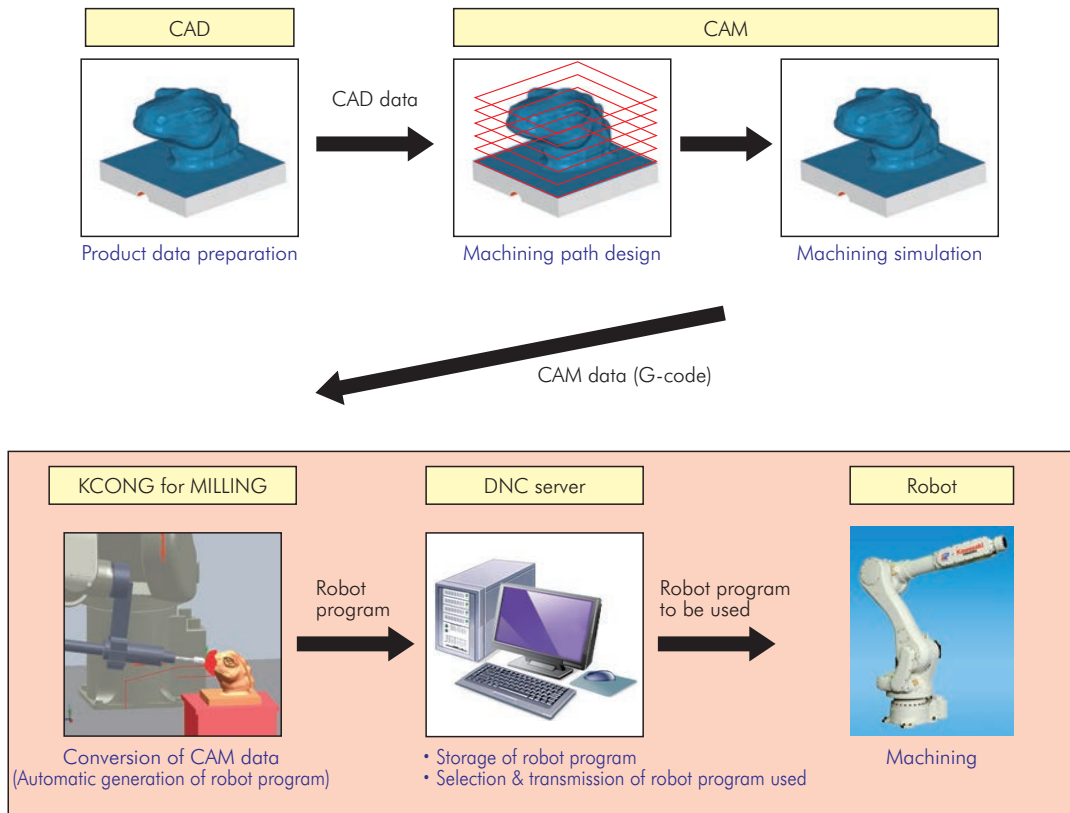 CAD
CAM
CAD data
Product data preparation
Machining path design
Machining simulation
CAM data (G-code)
KCONG for MILLING
DNC server
Robot
Robot
program
Robot program
to be used
Kawasaki
Conversion of CAM data
(Automatic generation of robot program)
• Storage of robot program
• Selection & transmission of robot program used
Machining